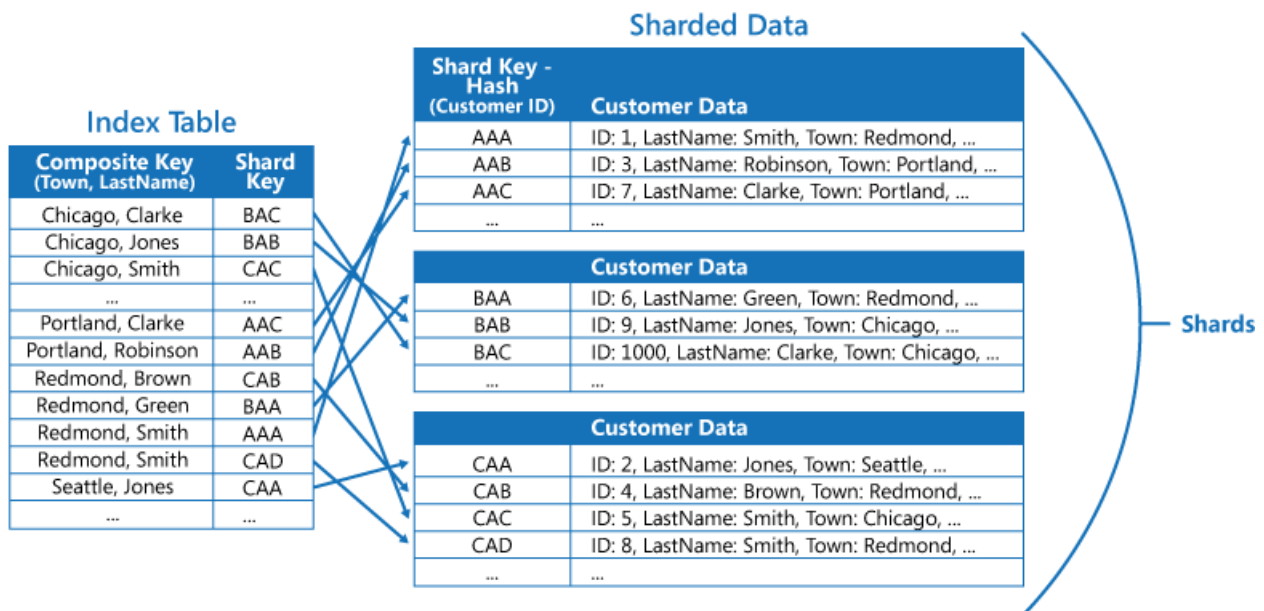 Sharded Data
Index Table
Composite Key (Town, LastName) Shard Key
Chicago, Clarke BAC
Chicago, Jones BAB
Chicago, Smith CAC
... ...
Portland, Clarke AAC
Portland, Robinson AAB
Redmond, Brown CAB
Redmond, Green BAA
Redmond, Smith AAA
Redmond, Smith CAD
Seattle, Jones CAA
... ...
Shard Key - Hash (Customer ID) Customer Data
AAA ID: 1, LastName: Smith, Town: Redmond, ...
AAB ID: 3, LastName: Robinson, Town: Portland, ...
AAC ID: 7, LastName: Clarke, Town: Portland, ...
... ...
Customer Data
BAA ID: 6, LastName: Green, Town: Redmond, ...
BAB ID: 9, LastName: Jones, Town: Chicago, ...
BAC ID: 1000, LastName: Clarke, Town: Chicago, ...
... ...
Customer Data
CAA ID: 2, LastName: Jones, Town: Seattle, ...
CAB ID: 4, LastName: Brown, Town: Redmond, ...
CAC ID: 5, LastName: Smith, Town: Chicago, ...
CAD ID: 8, LastName: Smith, Town: Redmond, ...
... ...
Shards